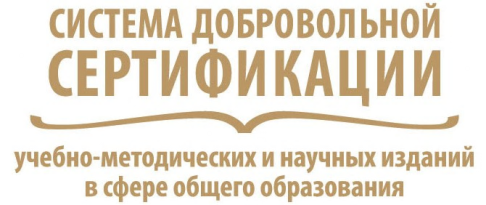 СИСТЕМА ДОБРОВОЛЬНОЙ
СЕРТИФИКАЦИИ
учебно-методических и научных изданий
в сфере общего образования